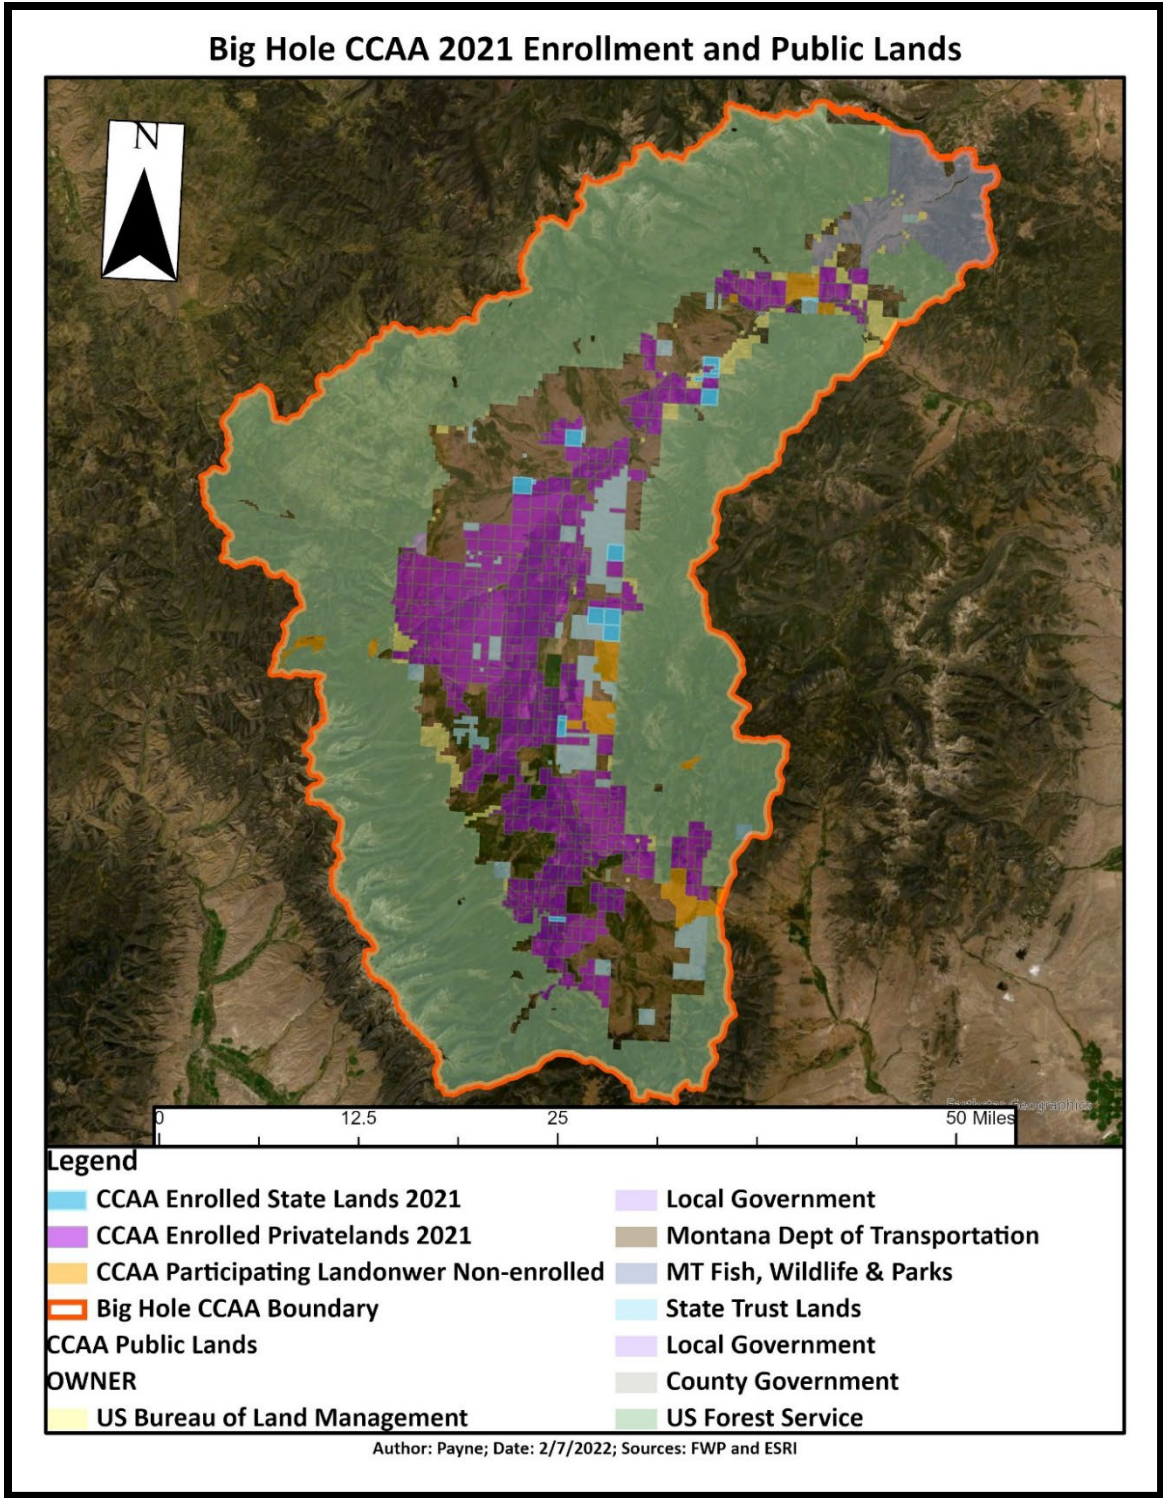 Big Hole CCAA 2021 Enrollment and Public Lands
N
Earthstar Geographics
0 12.5 25 50 Miles
Legend
CCAA Enrolled State Lands 2021
CCAA Enrolled Privatelands 2021
CCAA Participating Landonwer Non-enrolled
Big Hole CCAA Boundary
CCAA Public Lands
OWNER
US Bureau of Land Management
Local Government
Montana Dept of Transportation
MT Fish, Wildlife & Parks
State Trust Lands
Local Government
County Government
US Forest Service
Author: Payne; Date: 2/7/2022; Sources: FWP and ESRI